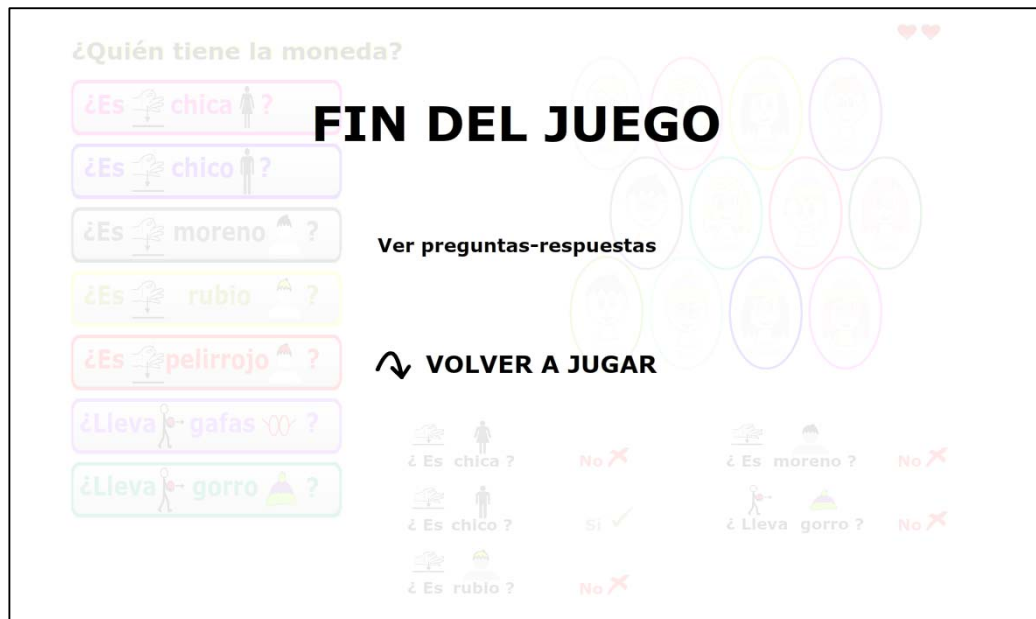 ¿Quién tiene la moneda?
¿Es chica ?
¿Es chico ?
¿Es moreno ?
¿Es rubio ?
¿Es pelirrojo ?
¿Lleva gafas ?
¿Lleva gorro ?
FIN DEL JUEGO
Ver preguntas-respuestas
VOLVER A JUGAR
¿ Es chica ? No
¿ Es chico ? Sí
¿ Es rubio ? No
¿ Es moreno ? No
¿ Lleva gorro ? No